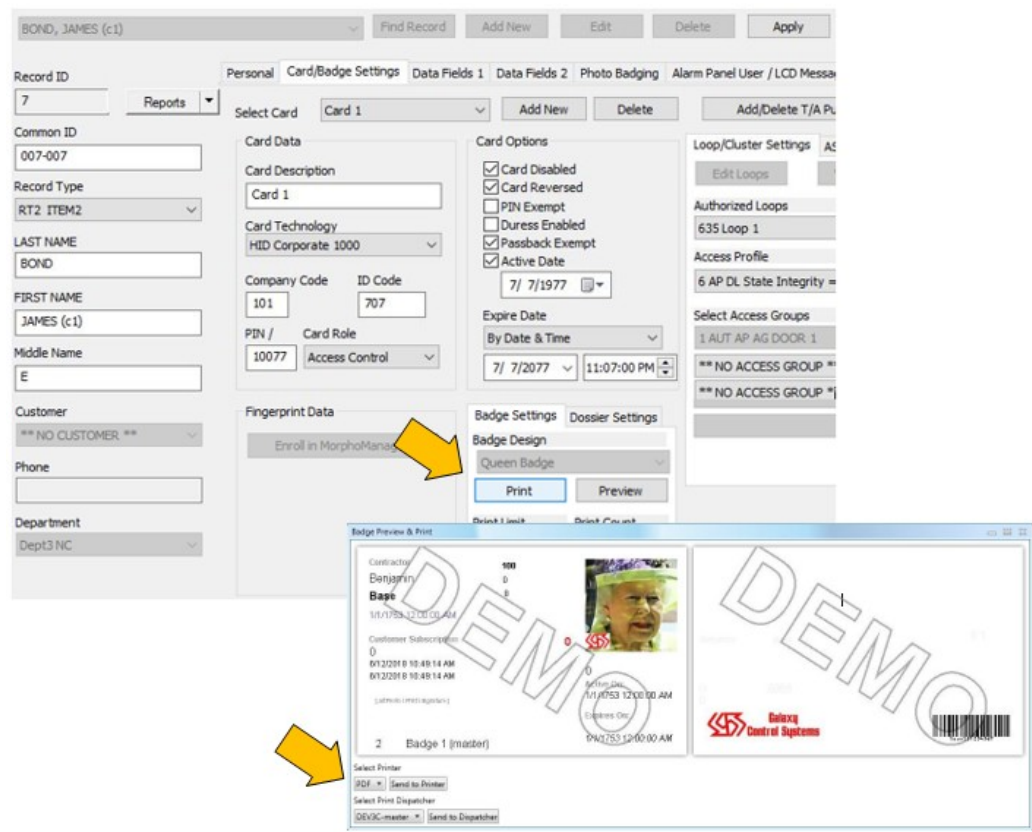 BOND, JAMES (c1) Find Record Add New Edit Delete Apply
Record ID
7 Reports
Common ID
007-007
Record Type
RT2 ITEM2
LAST NAME
BOND
FIRST NAME
JAMES (c1)
Middle Name
E
Customer
** NO CUSTOMER **
Phone
Department
Dept3 NC
Personal Card/Badge Settings Data Fields 1 Data Fields 2 Photo Badging Alarm Panel User / LCD Messa
Select Card Card 1 Add New Delete Add/Delete T/A Pu
Card Data
Card Description
Card 1
Card Technology
HID Corporate 1000
Company Code ID Code
101 707
PIN / Card Role
10077 Access Control
Card Options
Card Disabled
Card Reversed
PIN Exempt
Duress Enabled
Passback Exempt
Active Date
7/ 7/1977
Expire Date
By Date & Time
7/ 7/2077 11:07:00 PM
Loop/Cluster Settings AS
Edit Loops
Authorized Loops
635 Loop 1
Access Profile
6 AP DL State Integrity =
Select Access Groups
1 AUT AP AG DOOR 1
** NO ACCESS GROUP **
** NO ACCESS GROUP *
Fingerprint Data
Enroll in MorphoManag
Badge Settings Dossier Settings
Badge Design
Queen Badge
Print Preview
Print Limit Print Count
Badge Preview & Print
Contractor 100
Benjamin 0
Base
1/1/1753 12:00:00 AM
Customer Subscription
0
6/12/2018 10:49:14 AM
6/12/2018 10:49:14 AM
2 Badge 1 (master)
0
0
Active On:
1/1/1753 12:00:00 AM
Expires On:
1/1/1753 12:00:00 AM
DEMO
DEMO
Galaxy
Control Systems
Select Printer
PDF Send to Printer
Select Print Dispatcher
DEV3C-master Send to Dispatcher